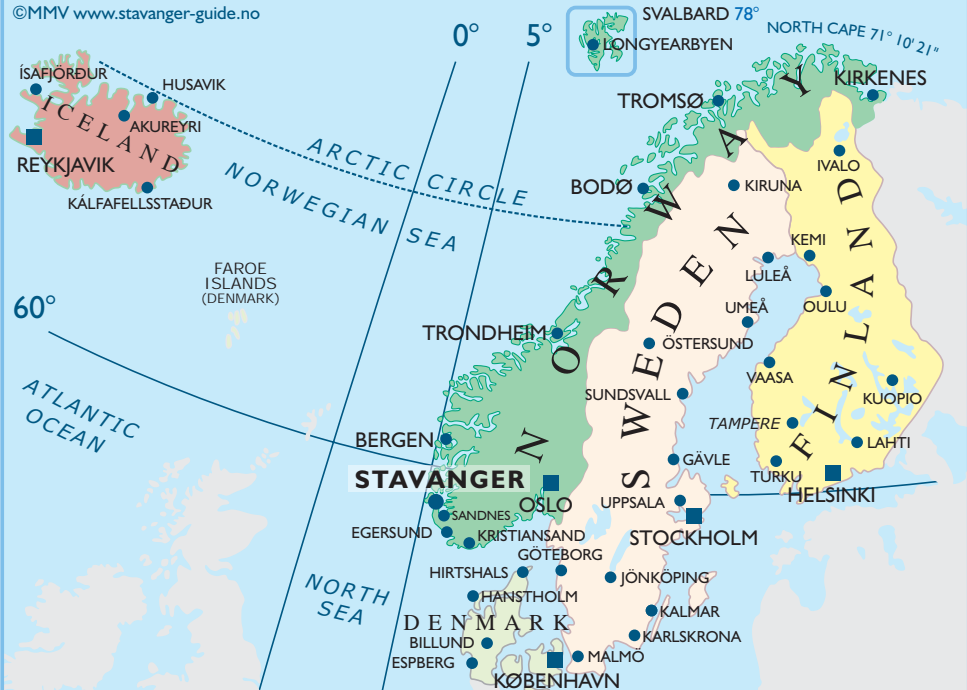 ©MMV www.stavanger-guide.no
SVALBARD 78°
LONGYEARBYEN
NORTH CAPE 71° 10' 21"
0°
5°
ÍSAFJÖRÐUR
HUSAVIK
ICELAND
AKUREYRI
REYKJAVIK
KÁLFAFELLSSTAÐUR
ARCTIC CIRCLE
NORWEGIAN SEA
KIRKENES
TROMSØ
IVALO
BODØ
KIRUNA
NORWAY
SWEDEN
FINLAND
KEMI
LULEÅ
OULU
FAROE
ISLANDS
(DENMARK)
60°
UMEÅ
TRONDHEIM
ÖSTERSUND
VAASA
KUOPIO
SUNDSVALL
ATLANTIC
OCEAN
TAMPERE
BERGEN
LAHTI
GÄVLE
TURKU
STAVANGER
HELSINKI
OSLO
UPPSALA
SANDNES
EGERSUND
KRISTIANSAND
STOCKHOLM
GÖTEBORG
HIRTSHALS
JÖNKÖPING
NORTH
SEA
HANSTHOLM
KALMAR
DENMARK
KARLSKRONA
BILLUND
MALMÖ
ESPBERG
KØBENHAVN